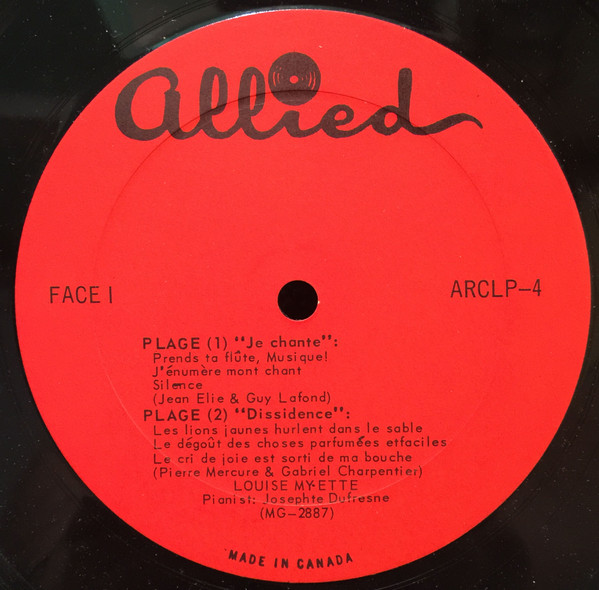 Allied
FACE 1
ARCLP-4
PLAGE (1) "Je chante":
Prends ta flûte, Musique!
J'énumère mont chant
Silence
(Jean Elie & Guy Lafond)
PLAGE (2) "Dissidence":
Les lions jaunes hurlent dans le sable
Le dégoût des choses parfumées etfaciles
Le cri de joie est sorti de ma bouche
(Pierre Mercure & Gabriel Charpentier)
LOUISE MY-ETTE
Pianist: Josephte Dufresne
(MG-2887)
MADE IN CANADA